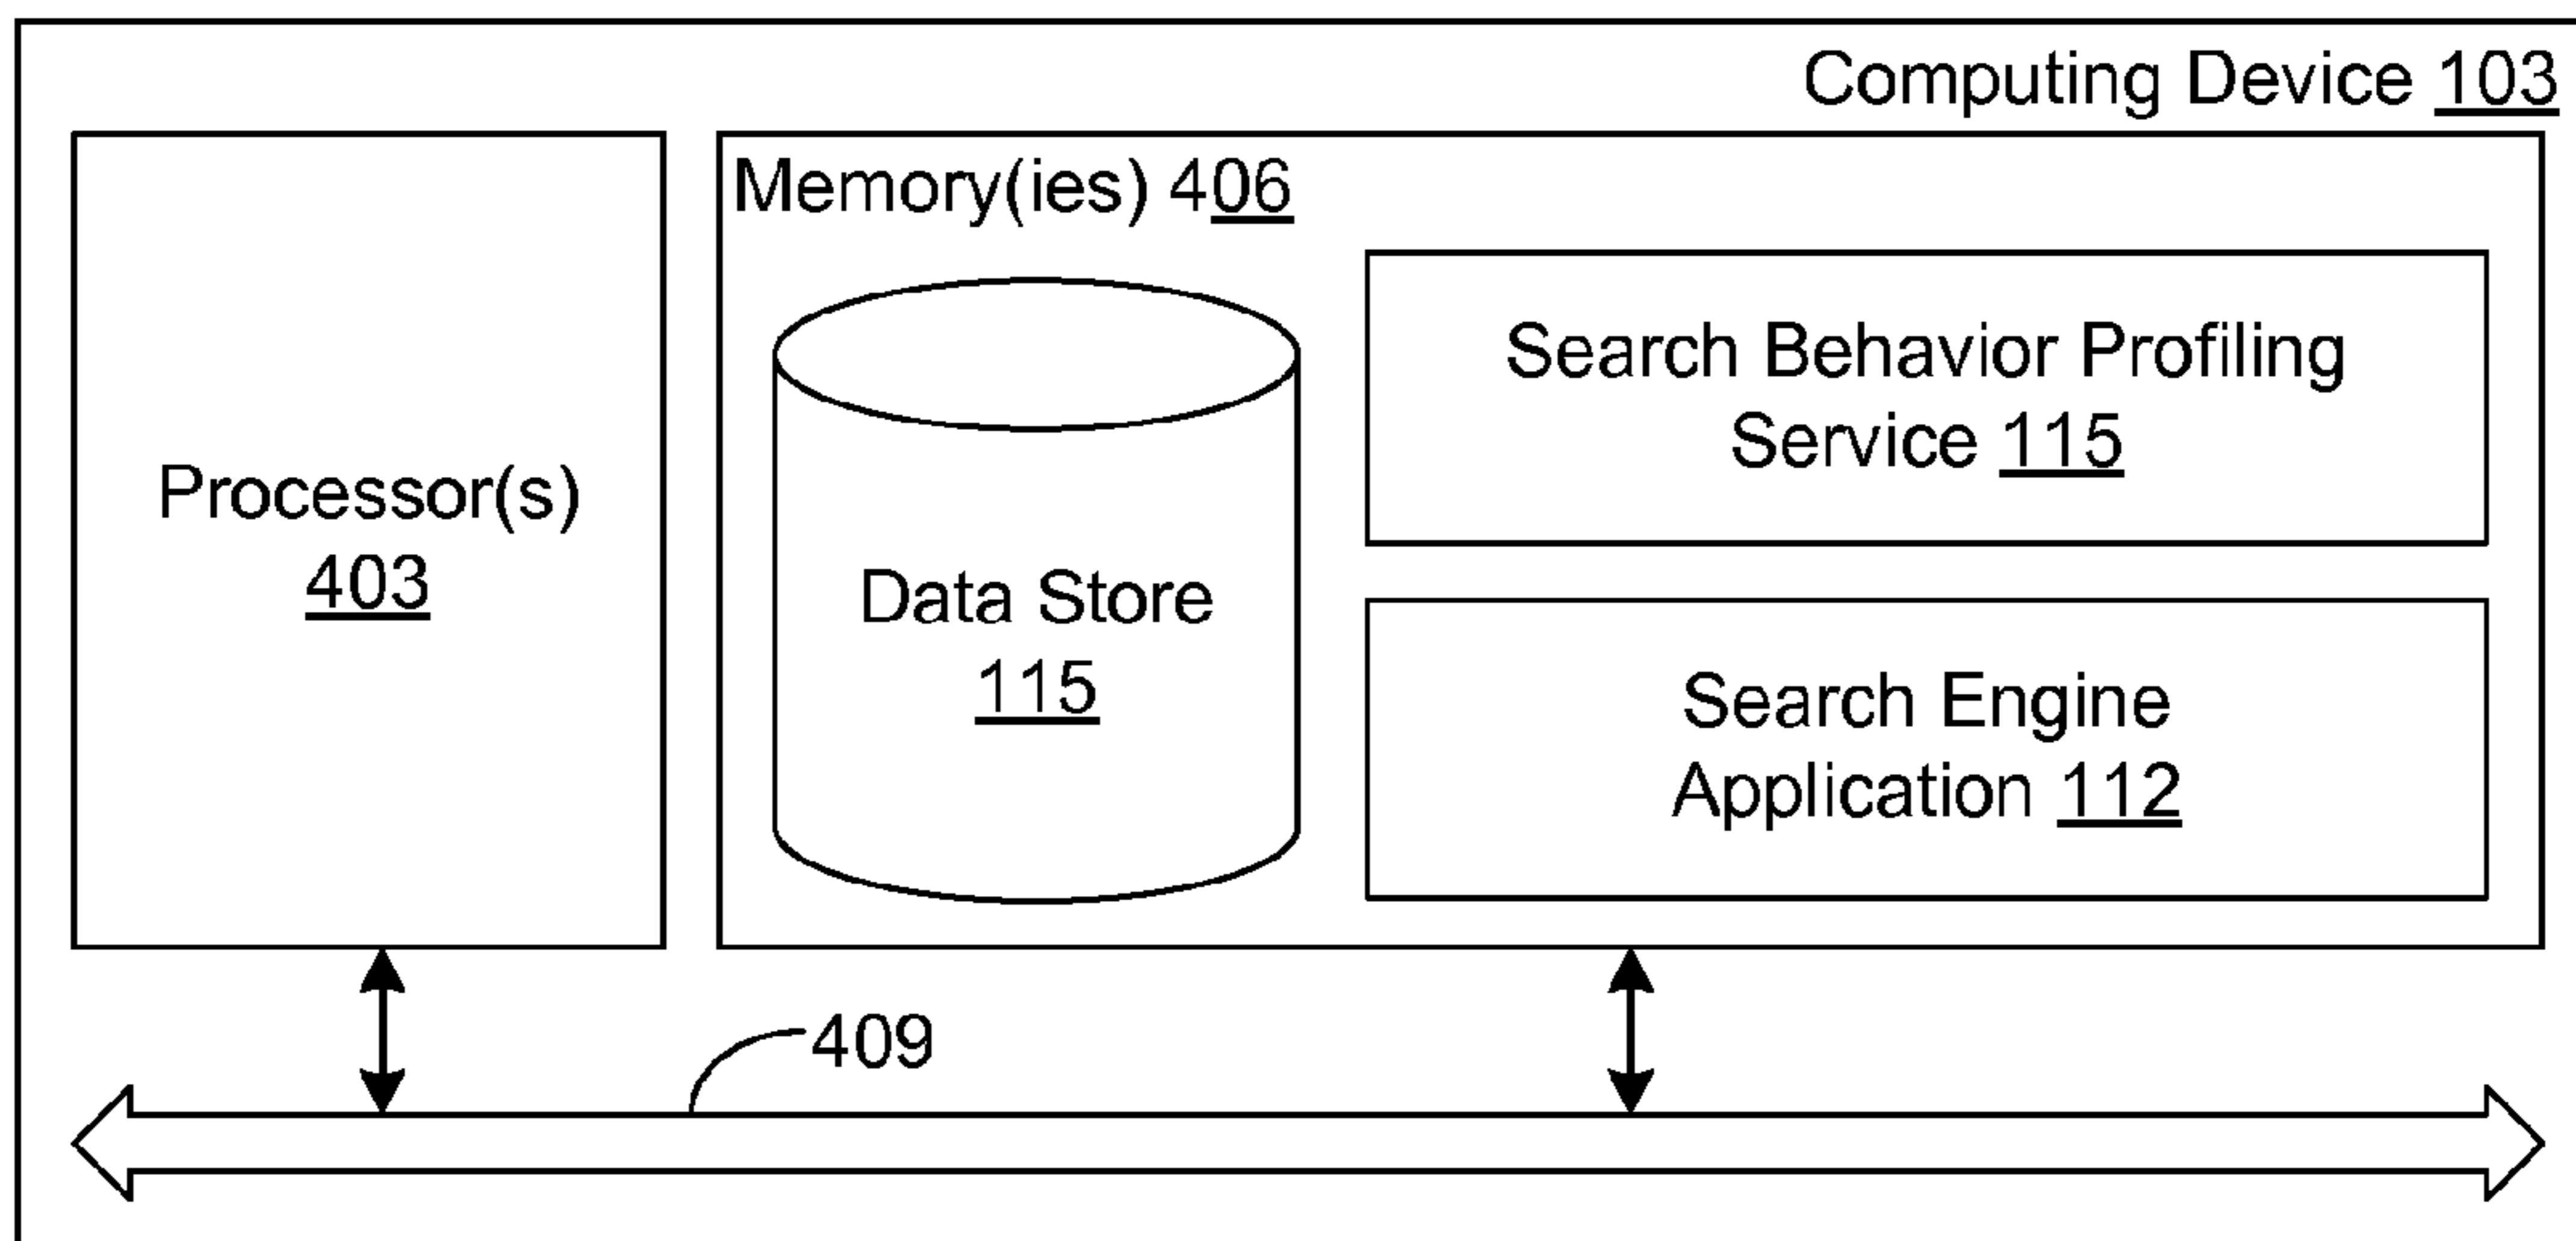 Computing Device 103
Processor(s)
403
Memory(ies) 406
Data Store
115
Search Behavior Profiling
Service 115
Search Engine
Application 112
409